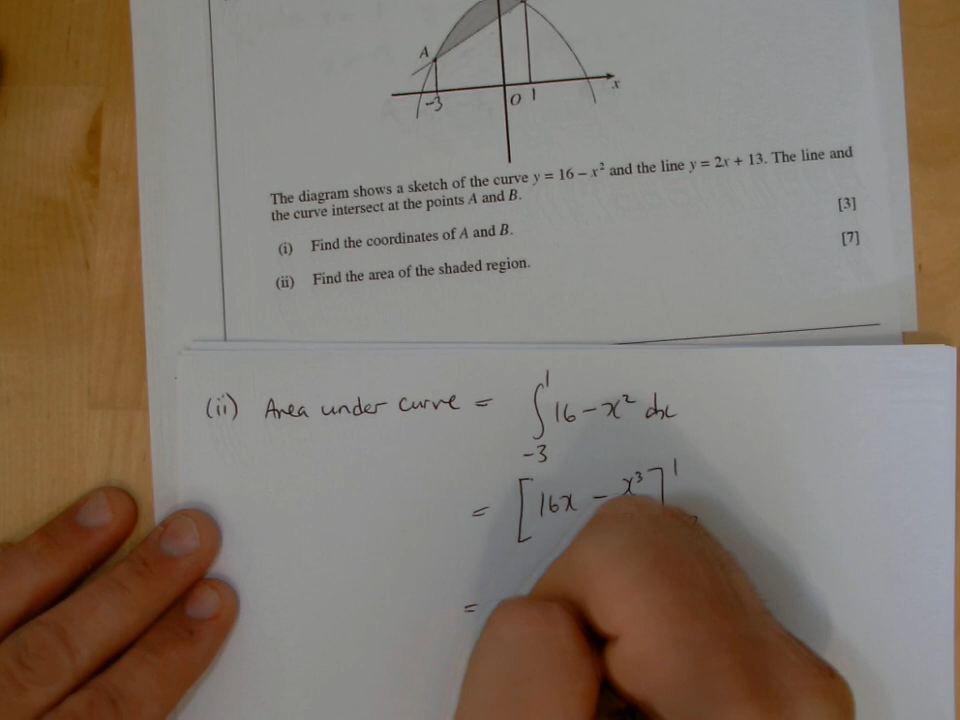 A
-3
O 1
x
The diagram shows a sketch of the curve y = 16 – x² and the line y = 2x + 13. The line and
the curve intersect at the points A and B.
(i) Find the coordinates of A and B. [3]
(ii) Find the area of the shaded region. [7]
(ii) Area under curve = ∫₋₃¹ 16 – x² dx
= [16x – x³]¹
=